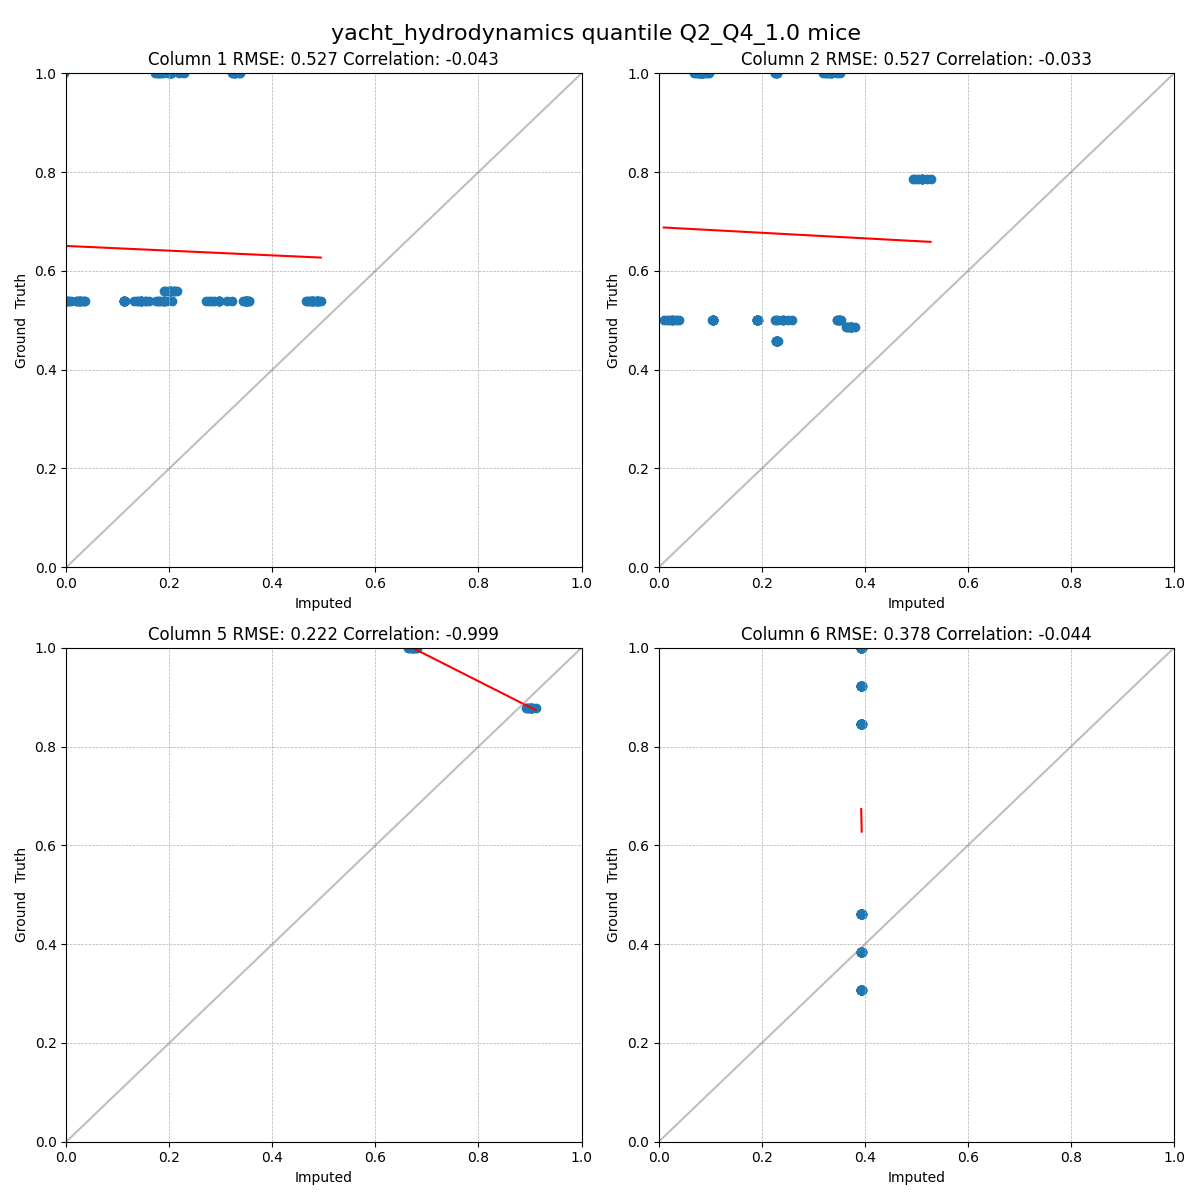 yacht_hydrodynamics quantile Q2_Q4_1.0 mice
Column 1 RMSE: 0.527 Correlation: -0.043
Column 2 RMSE: 0.527 Correlation: -0.033
1.0
0.8
0.6
0.4
0.2
0.0
Ground Truth
0.0 0.2 0.4 0.6 0.8 1.0
Imputed
1.0
0.8
0.6
0.4
0.2
0.0
Ground Truth
0.0 0.2 0.4 0.6 0.8 1.0
Imputed
Column 5 RMSE: 0.222 Correlation: -0.999
Column 6 RMSE: 0.378 Correlation: -0.044
1.0
0.8
0.6
0.4
0.2
0.0
Ground Truth
0.0 0.2 0.4 0.6 0.8 1.0
Imputed
1.0
0.8
0.6
0.4
0.2
0.0
Ground Truth
0.0 0.2 0.4 0.6 0.8 1.0
Imputed